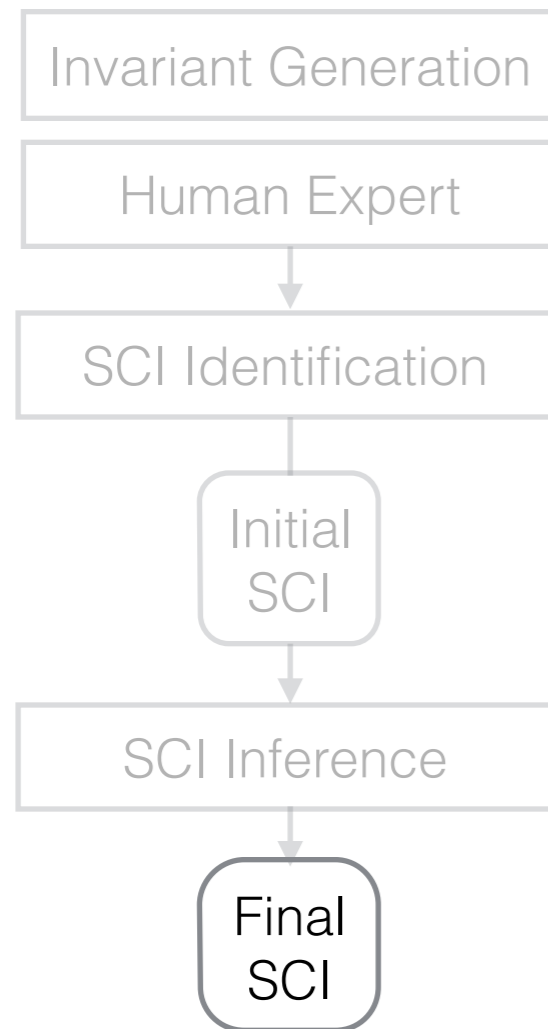 Invariant Generation
Human Expert
SCI Identification
Initial
SCI
SCI Inference
Final
SCI